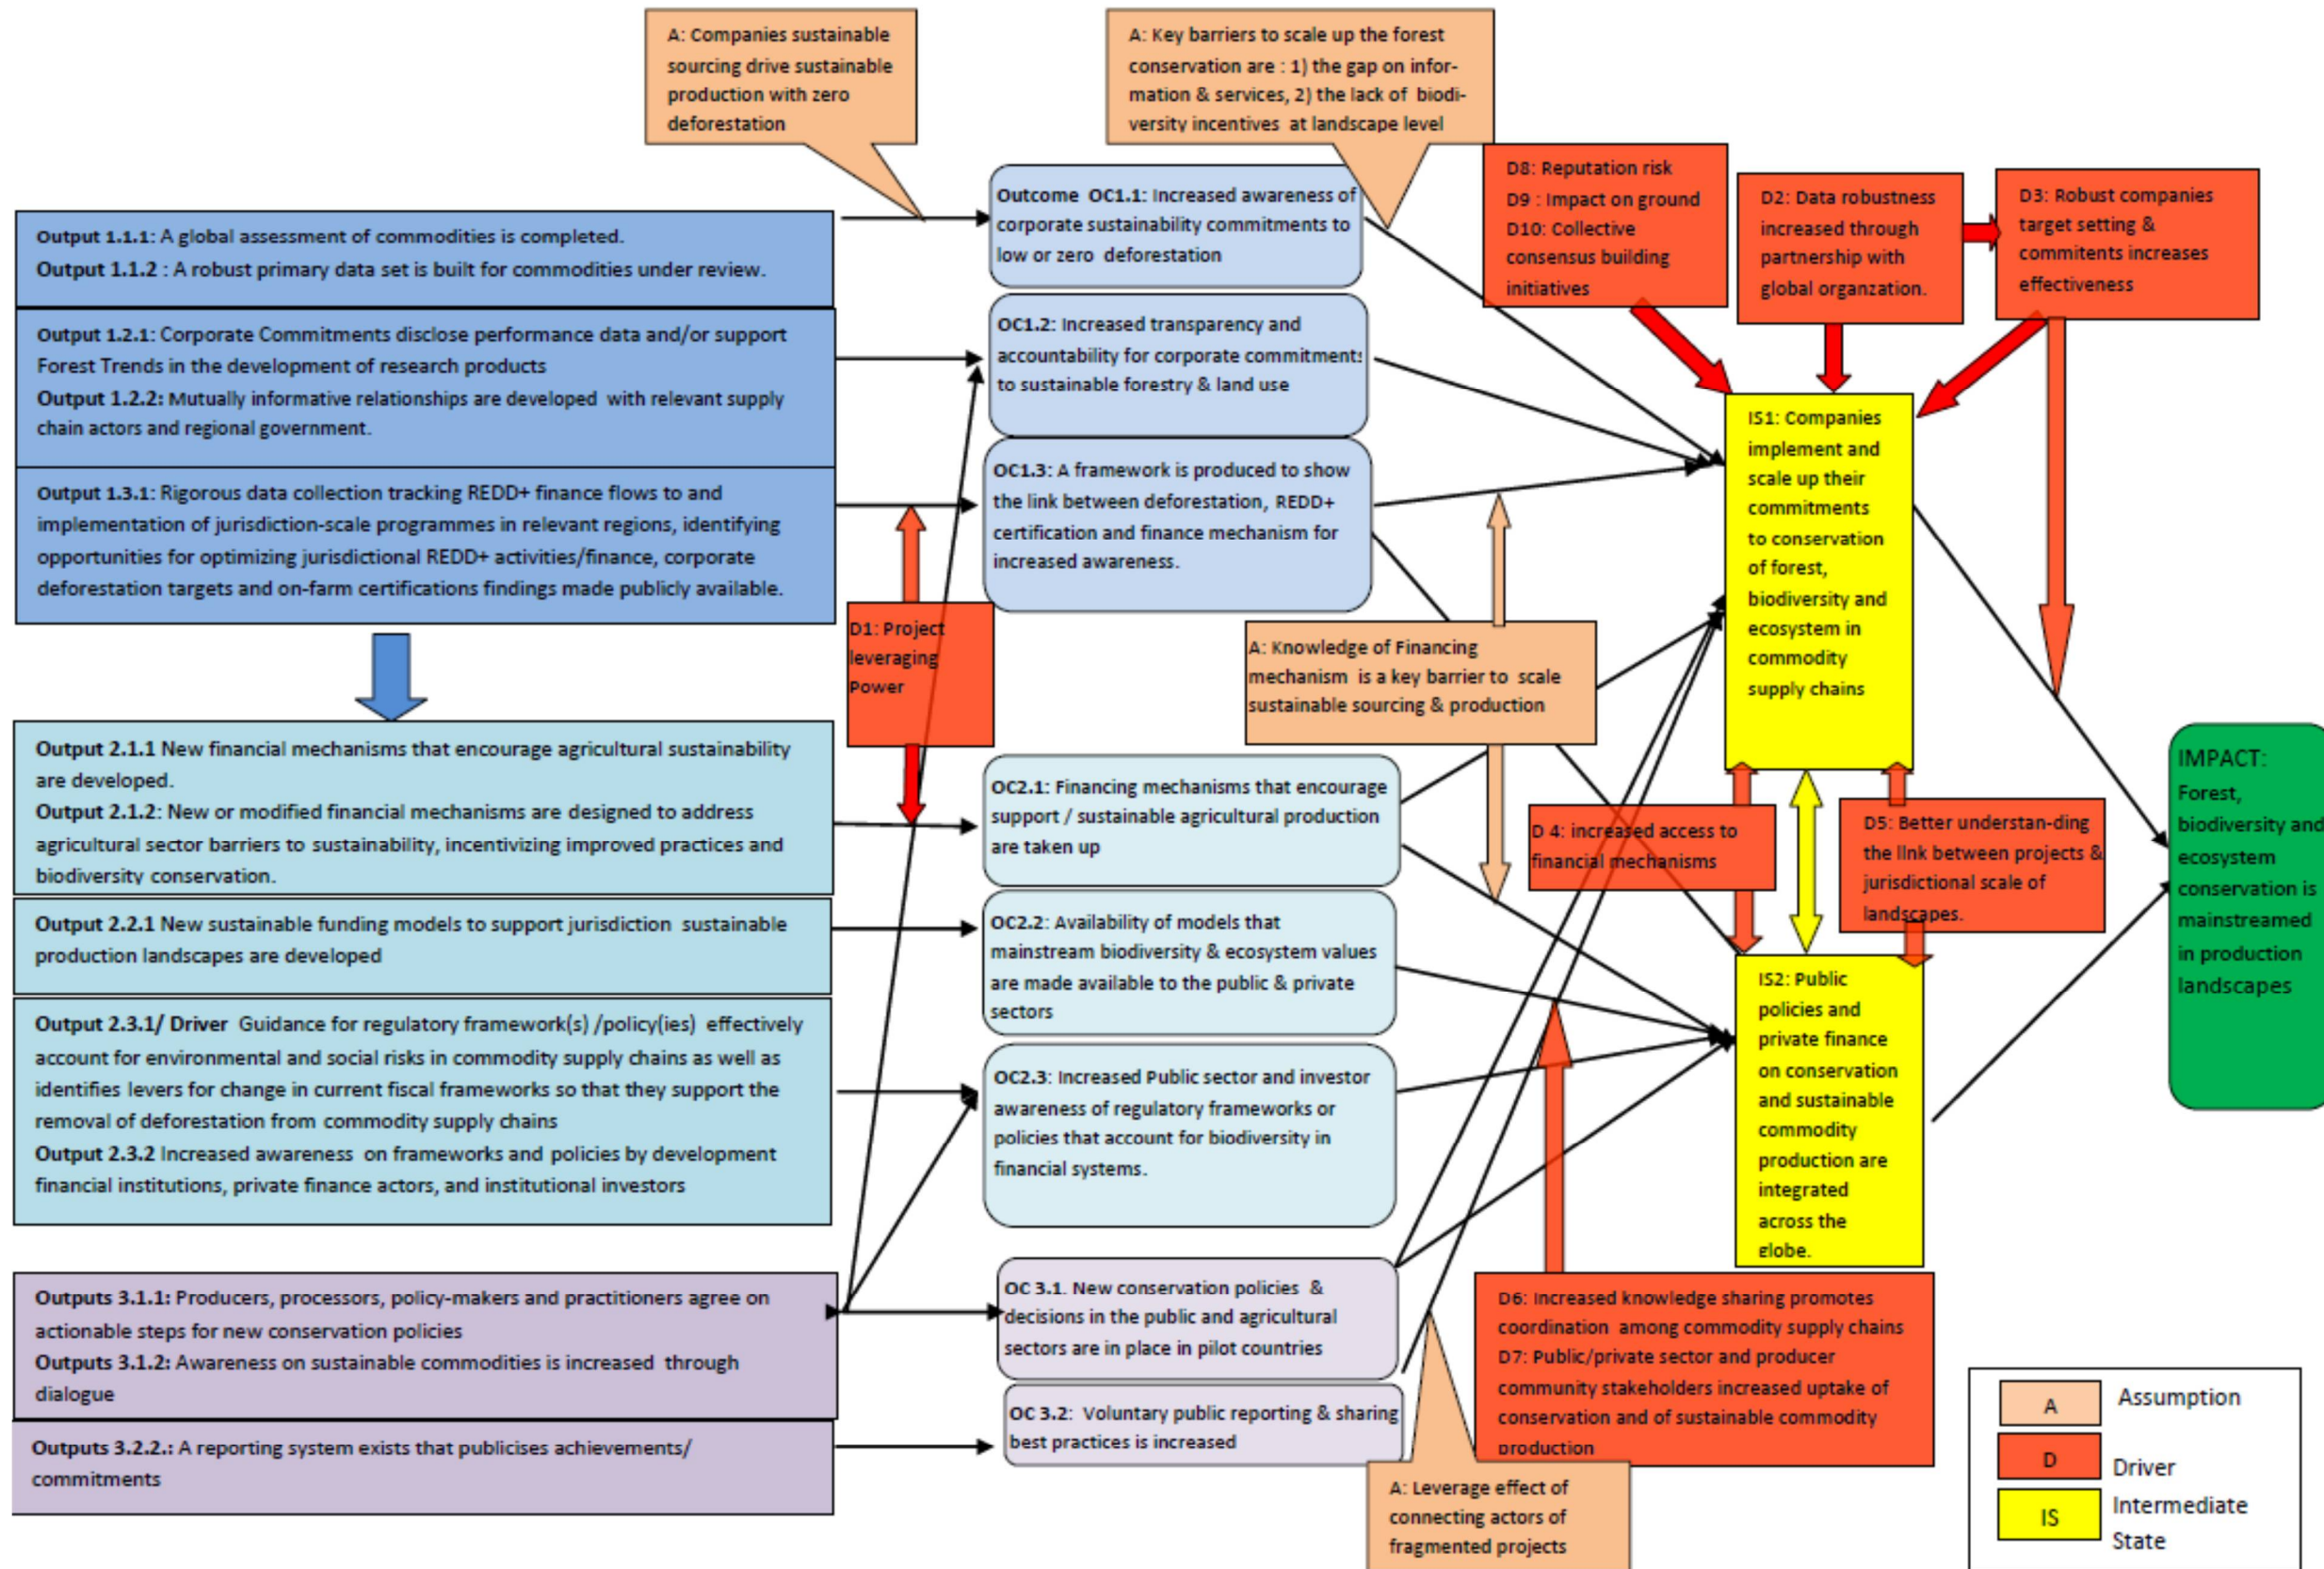 A: Companies sustainable
sourcing drive sustainable
production with zero
deforestation
A: Key barriers to scale up the forest
conservation are : 1) the gap on infor-
mation & services, 2) the lack of biodi-
versity incentives at landscape level
D8: Reputation risk
D9 : Impact on ground
D10: Collective
consensus building
initiatives
D2: Data robustness
increased through
partnership with
global organzation.
D3: Robust companies
target setting &
commitents increases
effectiveness
Output 1.1.1: A global assessment of commodities is completed.
Output 1.1.2 : A robust primary data set is built for commodities under review.
Output 1.2.1: Corporate Commitments disclose performance data and/or support
Forest Trends in the development of research products
Output 1.2.2: Mutually informative relationships are developed with relevant supply
chain actors and regional government.
Output 1.3.1: Rigorous data collection tracking REDD+ finance flows to and
implementation of jurisdiction-scale programmes in relevant regions, identifying
opportunities for optimizing jurisdictional REDD+ activities/finance, corporate
deforestation targets and on-farm certifications findings made publicly available.
Outcome OC1.1: Increased awareness of
corporate sustainability commitments to
low or zero deforestation
OC1.2: Increased transparency and
accountability for corporate commitments
to sustainable forestry & land use
OC1.3: A framework is produced to show
the link between deforestation, REDD+
certification and finance mechanism for
increased awareness.
D1: Project
leveraging
Power
A: Knowledge of Financing
mechanism is a key barrier to scale
sustainable sourcing & production
IS1: Companies
implement and
scale up their
commitments
to conservation
of forest,
biodiversity and
ecosystem in
commodity
supply chains
Output 2.1.1 New financial mechanisms that encourage agricultural sustainability
are developed.
Output 2.1.2: New or modified financial mechanisms are designed to address
agricultural sector barriers to sustainability, incentivizing improved practices and
biodiversity conservation.
Output 2.2.1 New sustainable funding models to support jurisdiction sustainable
production landscapes are developed
Output 2.3.1/ Driver Guidance for regulatory framework(s) /policy(ies) effectively
account for environmental and social risks in commodity supply chains as well as
identifies levers for change in current fiscal frameworks so that they support the
removal of deforestation from commodity supply chains
Output 2.3.2 Increased awareness on frameworks and policies by development
financial institutions, private finance actors, and institutional investors
OC2.1: Financing mechanisms that encourage
support / sustainable agricultural production
are taken up
OC2.2: Availability of models that
mainstream biodiversity & ecosystem values
are made available to the public & private
sectors
OC2.3: Increased Public sector and investor
awareness of regulatory frameworks or
policies that account for biodiversity in
financial systems.
D 4: increased access to
financial mechanisms
D5: Better understan-ding
the link between projects &
jurisdictional scale of
landscapes.
IS2: Public
policies and
private finance
on conservation
and sustainable
commodity
production are
integrated
across the
globe.
IMPACT:
Forest,
biodiversity and
ecosystem
conservation is
mainstreamed
in production
landscapes
Outputs 3.1.1: Producers, processors, policy-makers and practitioners agree on
actionable steps for new conservation policies
Outputs 3.1.2: Awareness on sustainable commodities is increased through
dialogue
Outputs 3.2.2.: A reporting system exists that publicises achievements/
commitments
OC 3.1. New conservation policies &
decisions in the public and agricultural
sectors are in place in pilot countries
OC 3.2: Voluntary public reporting & sharing
best practices is increased
D6: Increased knowledge sharing promotes
coordination among commodity supply chains
D7: Public/private sector and producer
community stakeholders increased uptake of
conservation and of sustainable commodity
production
A: Leverage effect of
connecting actors of
fragmented projects
A Assumption
D Driver
IS Intermediate
State